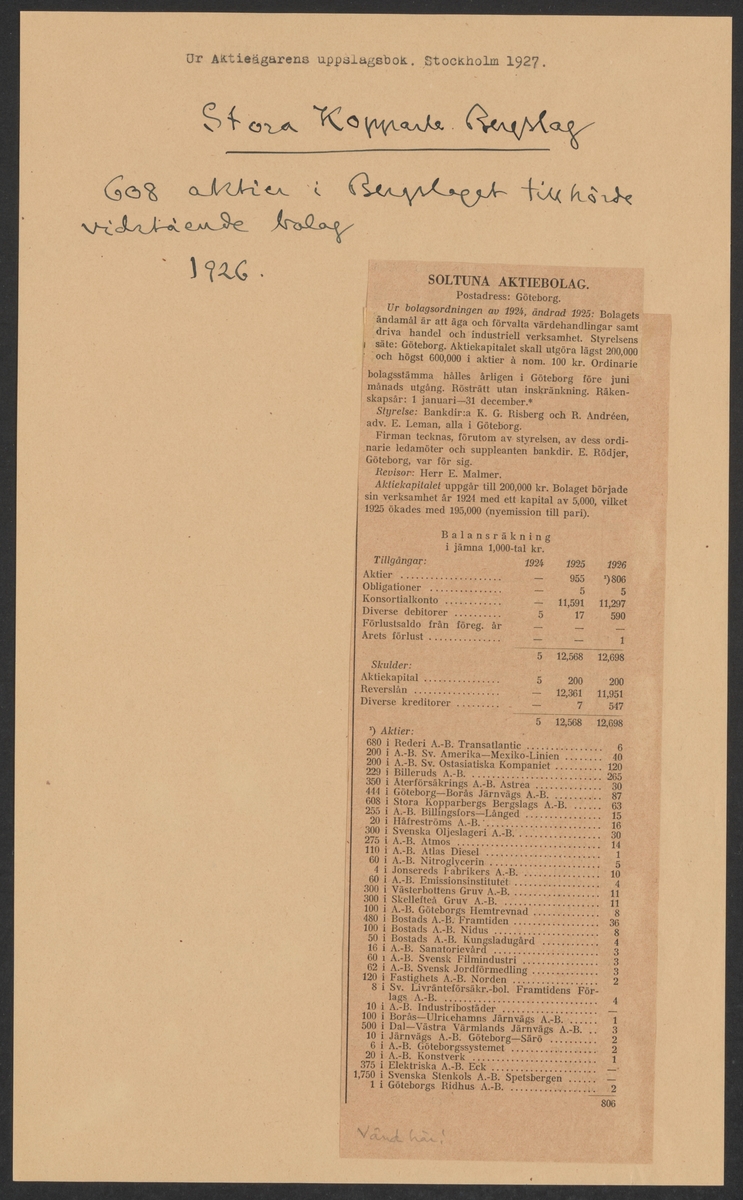 Ur Aktieägarens uppslagsbok. Stockholm 1927.
Stora Kopparb. Bergslag
608 aktier i Bergslaget tillhörde
vidstående bolag
1926.
SOLTUNA AKTIEBOLAG.
Postadress: Göteborg.
Ur bolagsordningen av 1924, ändrad 1925: Bolagets
ändamål är att äga och förvalta värdehandlingar samt
driva handel och industriell verksamhet. Styrelsens
säte: Göteborg. Aktiekapitalet skall utgöra lägst 200,000
och högst 600,000 i aktier à nom. 100 kr. Ordinarie
bolagsstämma hålles årligen i Göteborg före juni
månads utgång. Rösträtt utan inskränkning. Räken-
skapsår: 1 januari—31 december.*
Styrelse: Bankdir:a K. G. Risberg och R. Andréen,
adv. E. Leman, alla i Göteborg.
Firman tecknas, förutom av styrelsen, av dess ordi-
narie ledamöter och suppleanten bankdir. E. Rödjer,
Göteborg, var för sig.
Revisor: Herr E. Malmer.
Aktiekapitalet uppgår till 200,000 kr. Bolaget började
sin verksamhet år 1924 med ett kapital av 5,000, vilket
1925 ökades med 195,000 (nyemission till pari).
Balansräkning
i jämna 1,000-tal kr.
Tillgångar: 1924 1925 1926
Aktier .................... — 955 ¹)806
Obligationer .............. — 5 5
Konsortialkonto ........... — 11,591 11,297
Diverse debitorer ......... 5 17 590
Förlustsaldo från föreg. år — — —
Årets förlust .............. — — 1
5 12,568 12,698
Skulder:
Aktiekapital ............... 5 200 200
Reverslån ................. — 12,361 11,951
Diverse kreditorer ......... — 7 547
5 12,568 12,698
¹) Aktier:
680 i Rederi A.-B. Transatlantic .............. 6
200 i A.-B. Sv. Amerika—Mexiko-Linien ........ 40
200 i A.-B. Sv. Ostasiatiska Kompaniet .......... 120
229 i Billeruds A.-B. ........................ 265
350 i Återförsäkrings A.-B. Astrea ............ 30
444 i Göteborg—Borås Järnvägs A.-B. .......... 87
608 i Stora Kopparbergs Bergslags A.-B. ........ 63
255 i A.-B. Billingsfors—Långed .............. 15
20 i Håfreströms A.-B. ..................... 16
300 i Svenska Oljeslageri A.-B. ............... 30
275 i A.-B. Atmos .......................... 14
110 i A.-B. Atlas Diesel ..................... 1
60 i A.-B. Nitroglycerin .................... 5
4 i Jonsereds Fabrikers A.-B. .............. 10
60 i A.-B. Emissionsinstitutet ............... 4
300 i Västerbottens Gruv A.-B. ............... 11
300 i Skellefteå Gruv A.-B. .................. 11
100 i A.-B. Göteborgs Hemtrevnad ............ 8
480 i Bostads A.-B. Framtiden ................ 36
100 i Bostads A.-B. Nidus ................... 8
50 i Bostads A.-B. Kungsladugård ........... 4
16 i A.-B. Sanatorievård .................... 3
60 i A.-B. Svensk Filmindustri .............. 3
62 i A.-B. Svensk Jordförmedling ............ 3
120 i Fastighets A.-B. Norden ................ 2
8 i Sv. Livränteförsäkr.-bol. Framtidens För-
lags A.-B. ............................ 4
10 i A.-B. Industribostäder ................. —
100 i Borås—Ulricehamns Järnvägs A.-B. ...... 1
500 i Dal—Västra Värmlands Järnvägs A.-B. .. 3
10 i Järnvägs A.-B. Göteborg—Särö .......... 2
6 i A.-B. Göteborgssystemet ................ 2
20 i A.-B. Konstverk ....................... 1
375 i Elektriska A.-B. Eck ................... —
1,750 i Svenska Stenkols A.-B. Spetsbergen ...... —
1 i Göteborgs Ridhus A.-B. ................ 2
806
Vänd här!